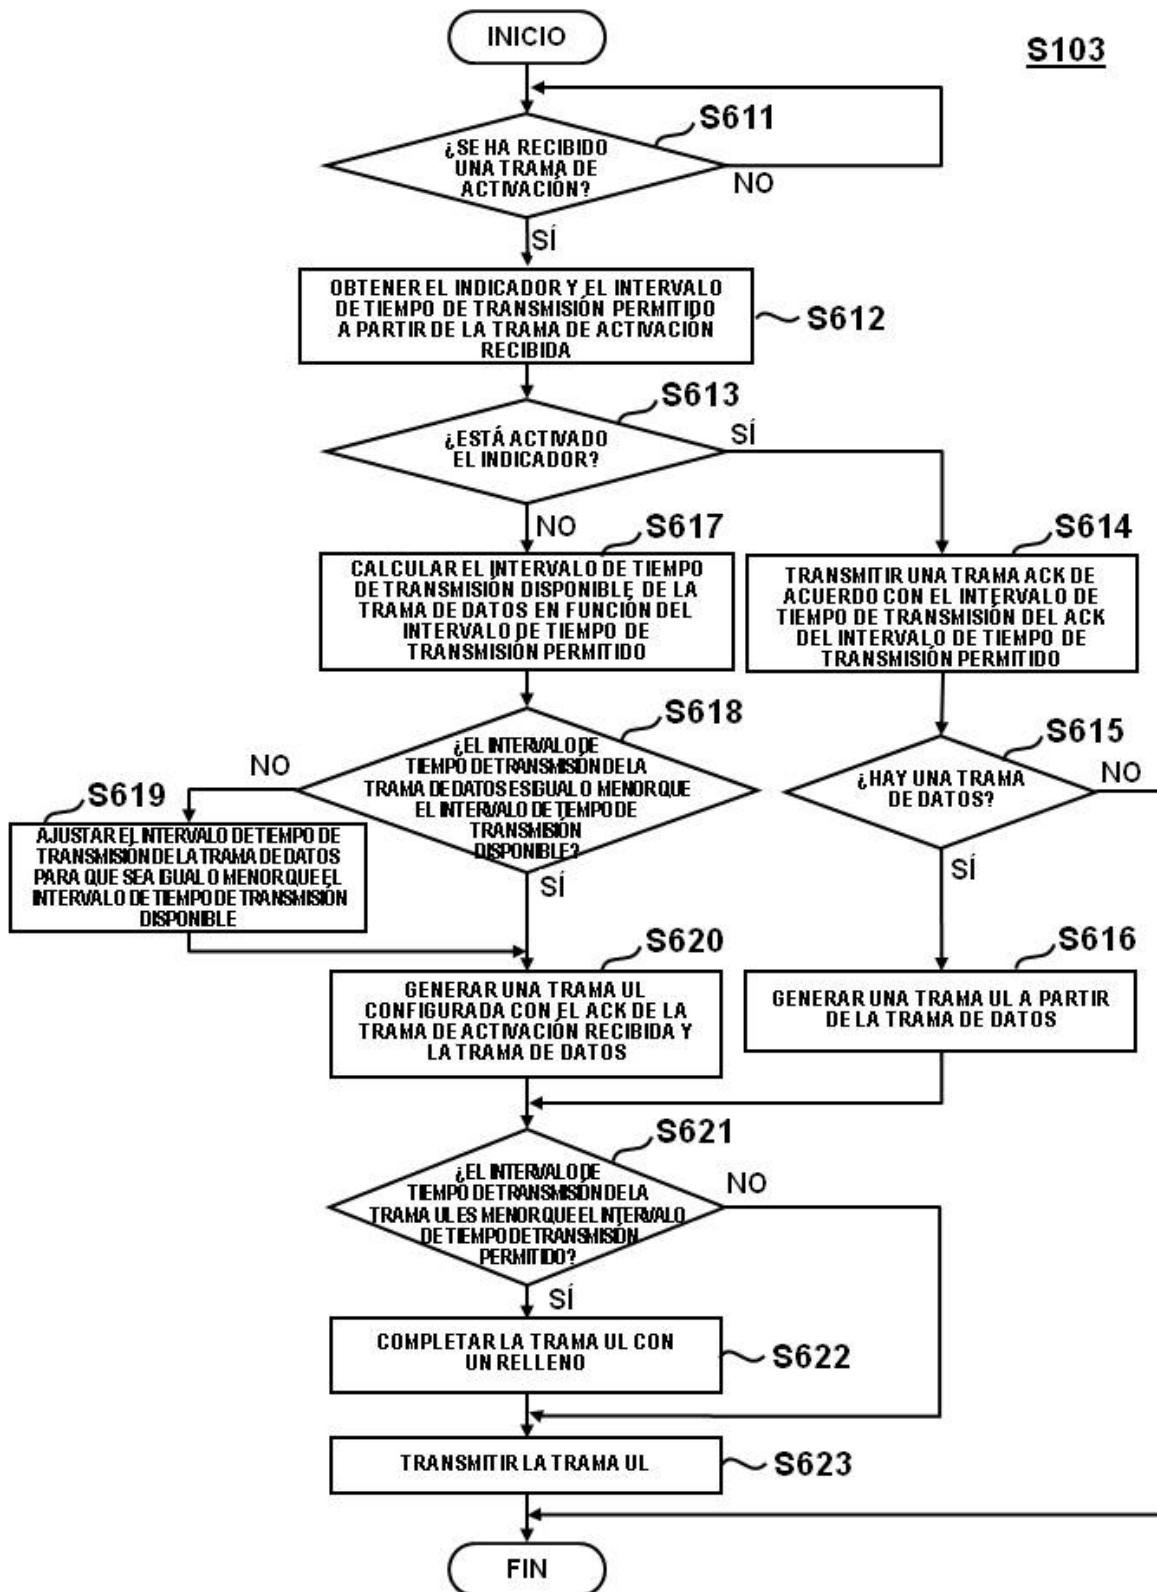 INICIO
S103
S611
¿SE HA RECIBIDO
UNA TRAMA DE
ACTIVACIÓN?
NO
SÍ
OBTENER EL INDICADOR Y EL INTERVALO
DE TIEMPO DE TRANSMISIÓN PERMITIDO
A PARTIR DE LA TRAMA DE ACTIVACIÓN
RECIBIDA
S612
S613
¿ESTÁ ACTIVADO
EL INDICADOR?
SÍ
NO
S617
CALCULAR EL INTERVALO DE TIEMPO
DE TRANSMISIÓN DISPONIBLE DE LA
TRAMA DE DATOS EN FUNCIÓN DEL
INTERVALO DE TIEMPO DE
TRANSMISIÓN PERMITIDO
S614
TRANSMITIR UNA TRAMA ACK DE
ACUERDO CON EL INTERVALO DE
TIEMPO DE TRANSMISIÓN DEL ACK
DEL INTERVALO DE TIEMPO DE
TRANSMISIÓN PERMITIDO
S618
¿EL INTERVALO DE
TIEMPO DE TRANSMISIÓN DE LA
TRAMA DE DATOS ES IGUAL O MENOR QUE
EL INTERVALO DE TIEMPO DE
TRANSMISIÓN
DISPONIBLE?
NO
SÍ
S615
¿HAY UNA TRAMA
DE DATOS?
NO
SÍ
S619
AJUSTAR EL INTERVALO DE TIEMPO DE
TRANSMISIÓN DE LA TRAMA DE DATOS
PARA QUE SEA IGUAL O MENOR QUE EL
INTERVALO DE TIEMPO DE TRANSMISIÓN
DISPONIBLE
S620
GENERAR UNA TRAMA UL
CONFIGURADA CON EL ACK DE LA
TRAMA DE ACTIVACIÓN RECIBIDA Y
LA TRAMA DE DATOS
S616
GENERAR UNA TRAMA UL A PARTIR
DE LA TRAMA DE DATOS
S621
¿EL INTERVALO DE
TIEMPO DE TRANSMISIÓN DE LA
TRAMA UL ES MENOR QUE EL INTERVALO
DE TIEMPO DE TRANSMISIÓN
PERMITIDO?
NO
SÍ
COMPLETAR LA TRAMA UL CON
UN RELLENO
S622
TRANSMITIR LA TRAMA UL
S623
FIN